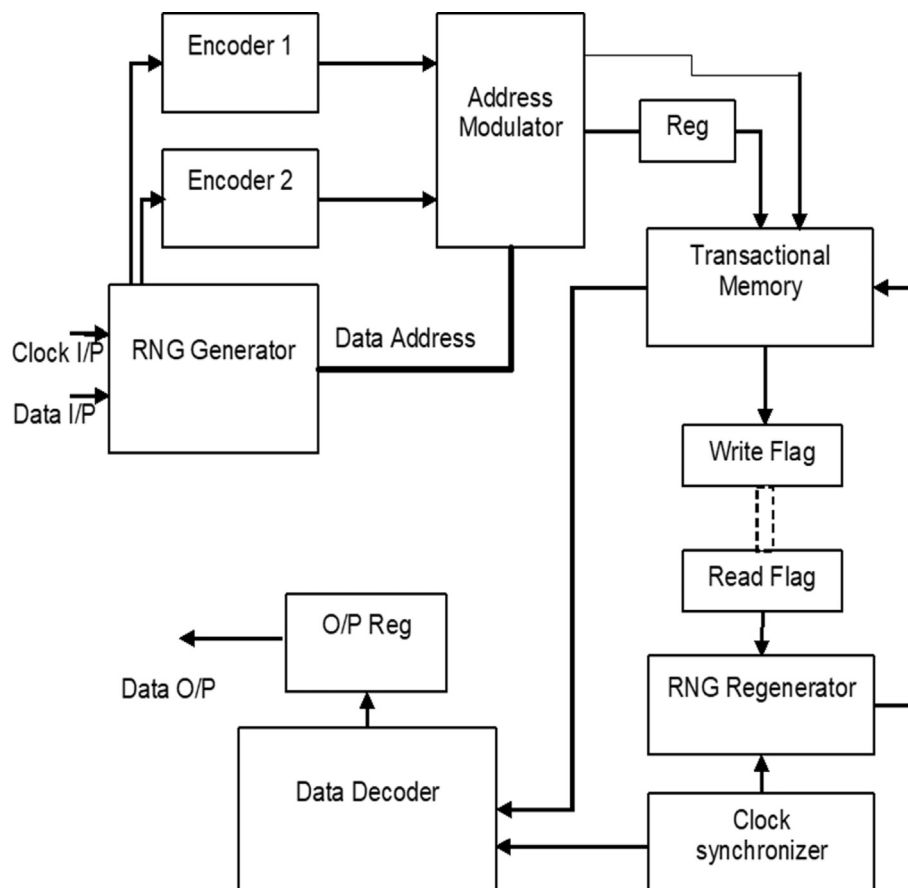 Encoder 1
Address
Modulator
Reg
Encoder 2
Transactional
Memory
RNG Generator
Data Address
Clock I/P
Data I/P
Write Flag
Read Flag
O/P Reg
Data O/P
RNG Regenerator
Data Decoder
Clock
synchronizer